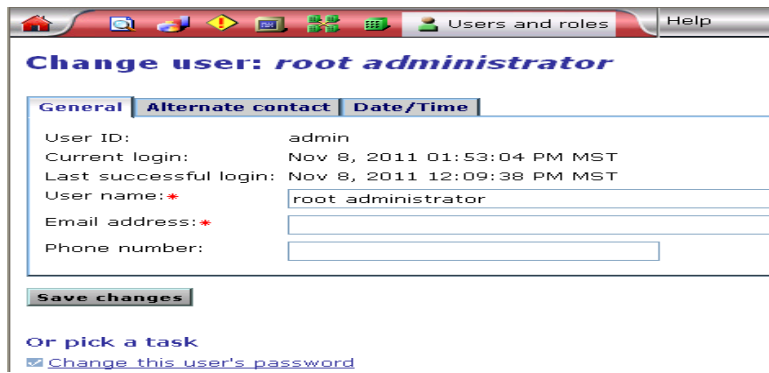 Users and roles Help
Change user: root administrator
General Alternate contact Date/Time
User ID: admin
Current login: Nov 8, 2011 01:53:04 PM MST
Last successful login: Nov 8, 2011 12:09:38 PM MST
User name:* root administrator
Email address:*
Phone number:
Save changes
Or pick a task
Change this user's password